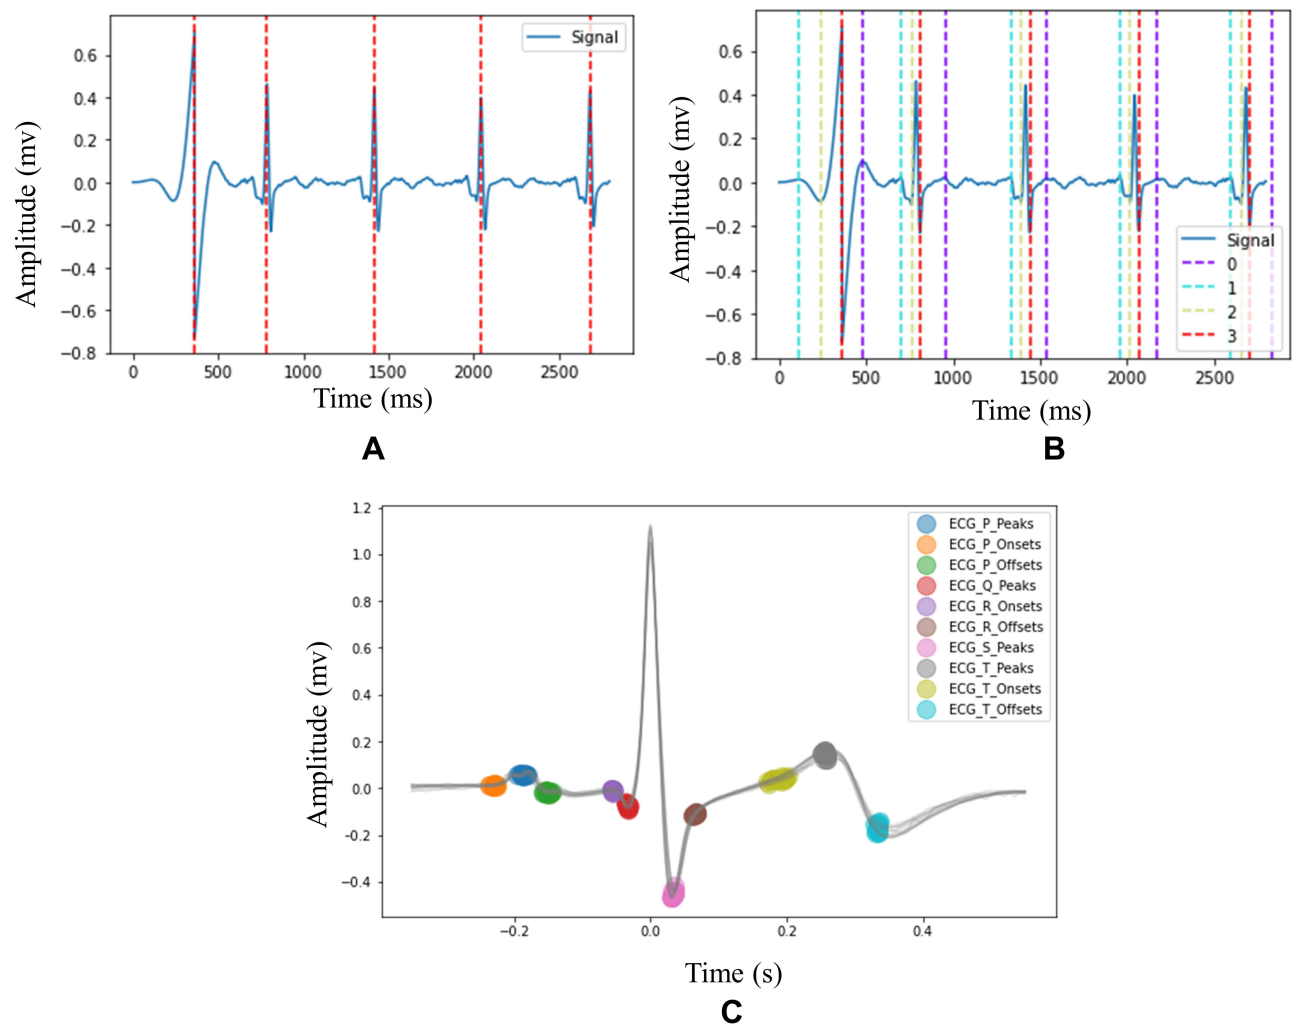 Amplitude (mv)
0.6
0.4
0.2
0.0
−0.2
−0.4
−0.6
−0.8
Signal
0
500
1000
1500
2000
2500
Time (ms)
A
Amplitude (mv)
0.6
0.4
0.2
0.0
−0.2
−0.4
−0.6
−0.8
Signal
0
1
2
3
0
500
1000
1500
2000
2500
Time (ms)
B
Amplitude (mv)
1.2
1.0
0.8
0.6
0.4
0.2
0.0
−0.2
−0.4
ECG_P_Peaks
ECG_P_Onsets
ECG_P_Offsets
ECG_Q_Peaks
ECG_R_Onsets
ECG_R_Offsets
ECG_S_Peaks
ECG_T_Peaks
ECG_T_Onsets
ECG_T_Offsets
−0.2
0.0
0.2
0.4
Time (s)
C